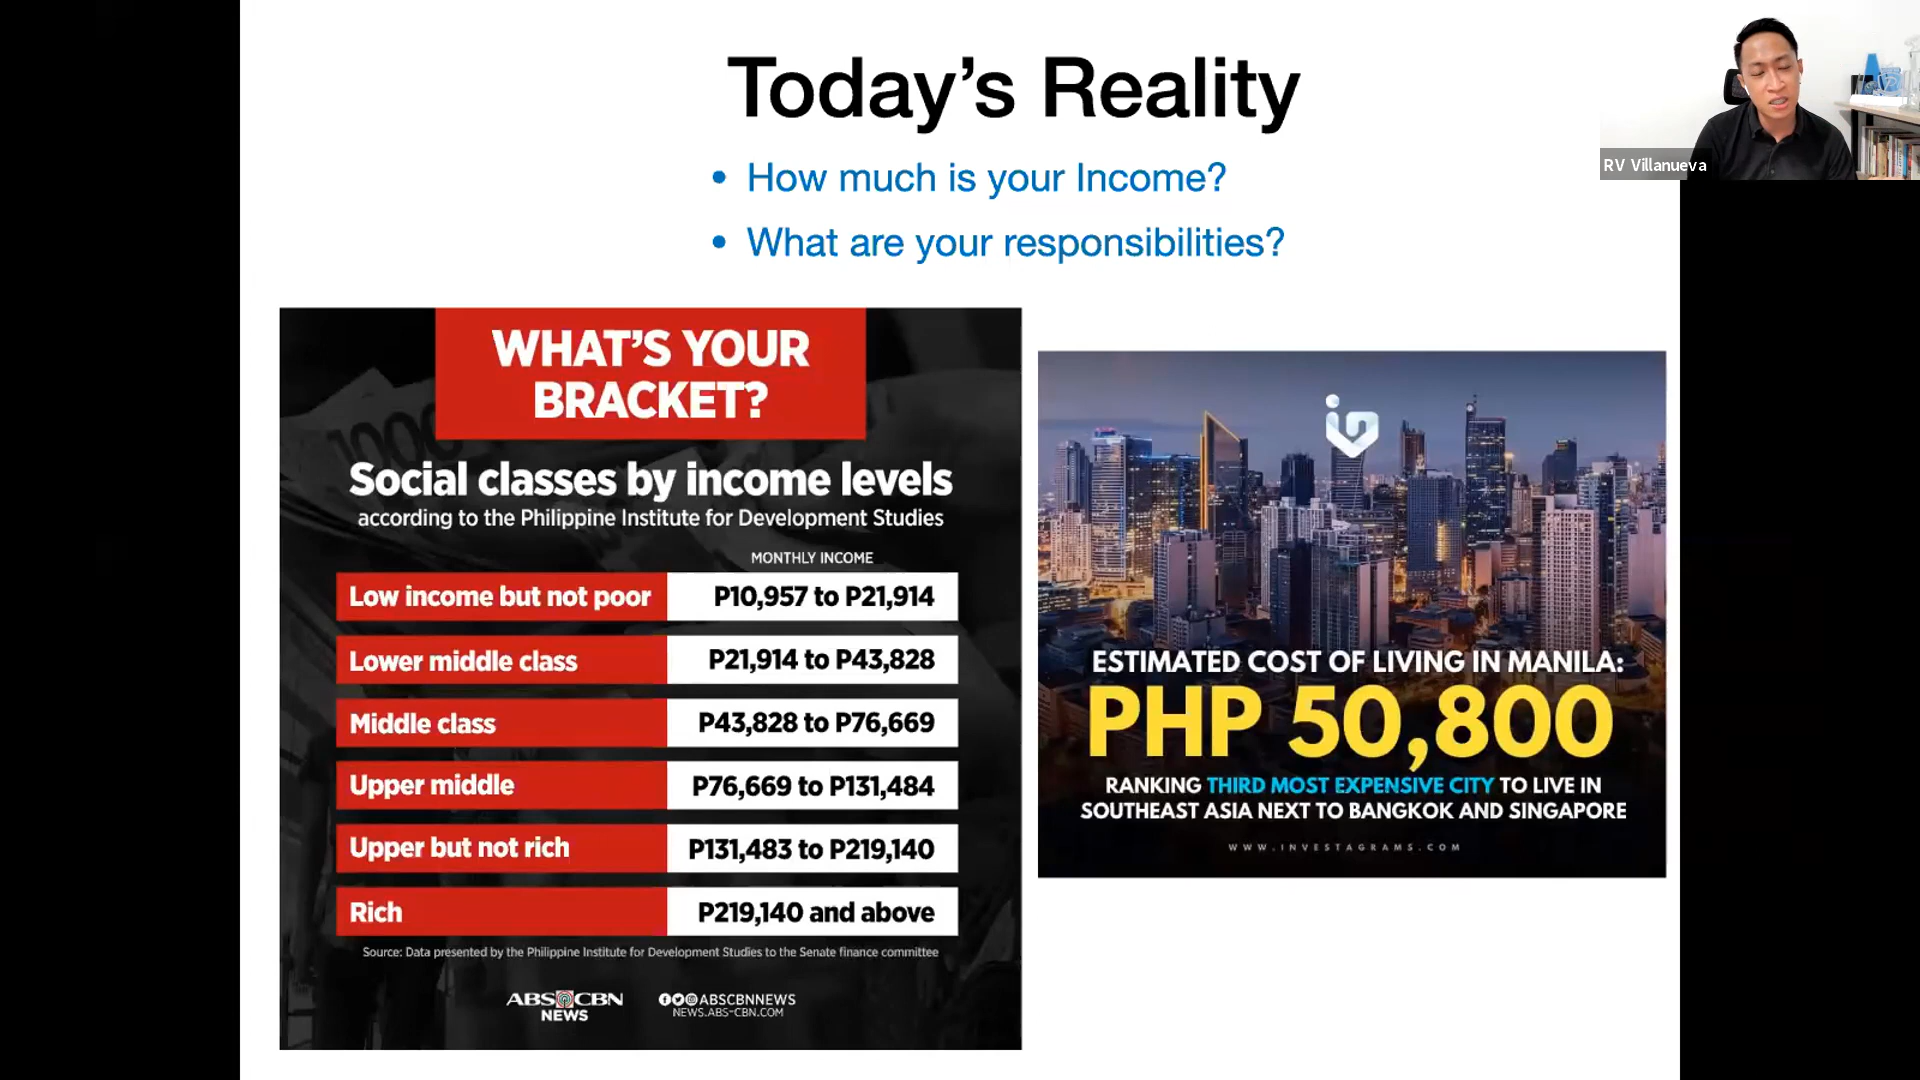 Today’s Reality
• How much is your Income?
• What are your responsibilities?
RV Villanueva
WHAT’S YOUR
BRACKET?
Social classes by income levels
according to the Philippine Institute for Development Studies
MONTHLY INCOME
Low income but not poor P10,957 to P21,914
Lower middle class P21,914 to P43,828
Middle class P43,828 to P76,669
Upper middle P76,669 to P131,484
Upper but not rich P131,483 to P219,140
Rich P219,140 and above
Source: Data presented by the Philippine Institute for Development Studies to the Senate finance committee
ABS CBN
NEWS
ABSCBNNEWS
NEWS.ABS-CBN.COM
1000
ESTIMATED COST OF LIVING IN MANILA:
PHP 50,800
RANKING THIRD MOST EXPENSIVE CITY TO LIVE IN
SOUTHEAST ASIA NEXT TO BANGKOK AND SINGAPORE
WWW.INVESTAGRAMS.COM